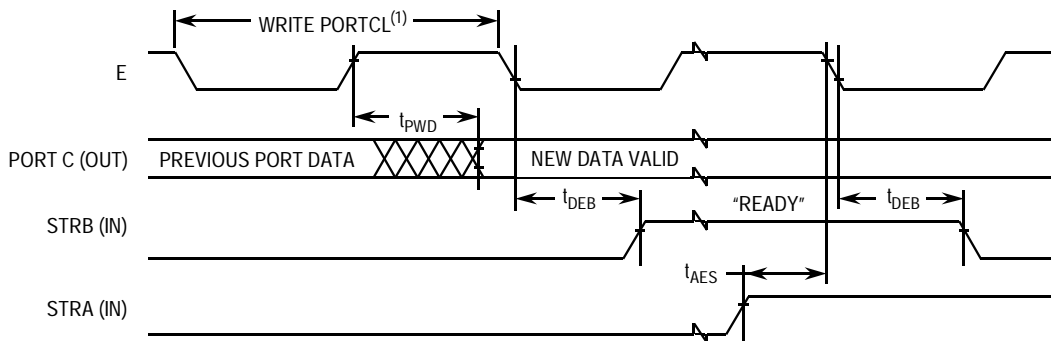 WRITE PORTCL(1)
E
tPWD
PORT C (OUT)
PREVIOUS PORT DATA
NEW DATA VALID
tDEB
"READY"
tDEB
STRB (IN)
tAES
STRA (IN)